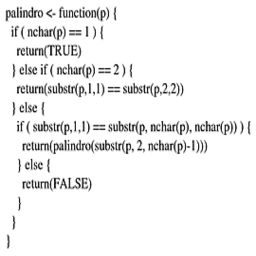 palindro <- function(p) {
if ( nchar(p) == 1 ) {
return(TRUE)
} else if ( nchar(p) == 2 ) {
return(substr(p,1,1) == substr(p,2,2))
} else {
if ( substr(p,1,1) == substr(p, nchar(p), nchar(p)) ) {
return(palindro(substr(p, 2, nchar(p)-1)))
} else {
return(FALSE)
}
}
}